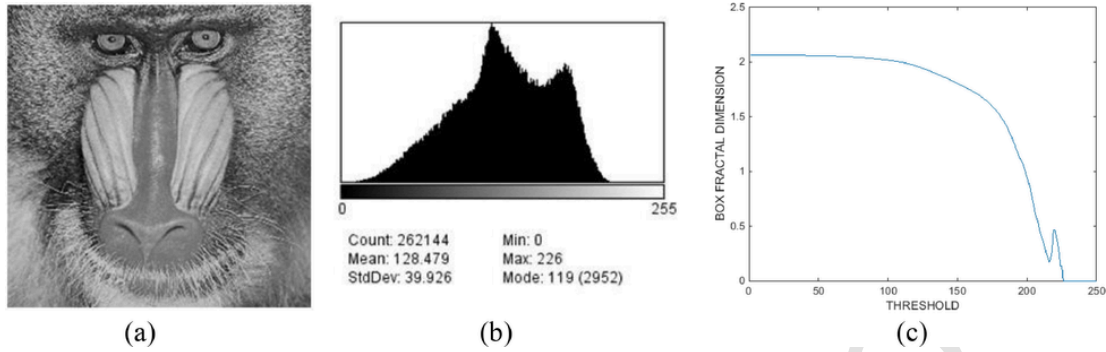 0
255
Count: 262144
Min: 0
Mean: 128.479
Max: 226
StdDev: 39.926
Mode: 119 (2952)
BOX FRACTAL DIMENSION
2.5
2
1.5
1
0.5
0
0 50 100 150 200 250
THRESHOLD
(a)
(b)
(c)